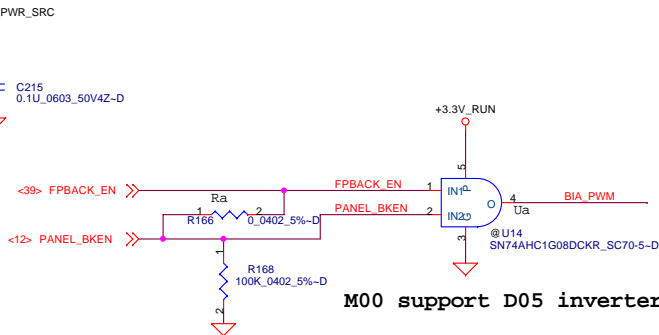 PWR_SRC
C215
0.1U_0603_50V4Z~D
+3.3V_RUN
5
<39> FPBACK_EN
FPBACK_EN
1
IN1
P
Ra
1
2
R166
0_0402_5%~D
PANEL_BKEN
2
IN2
G
O
4
BIA_PWM
Ua
3
<12> PANEL_BKEN
@U14
SN74AHC1G08DCKR_SC70-5~D
1
R168
100K_0402_5%~D
2
M00 support D05 inverter